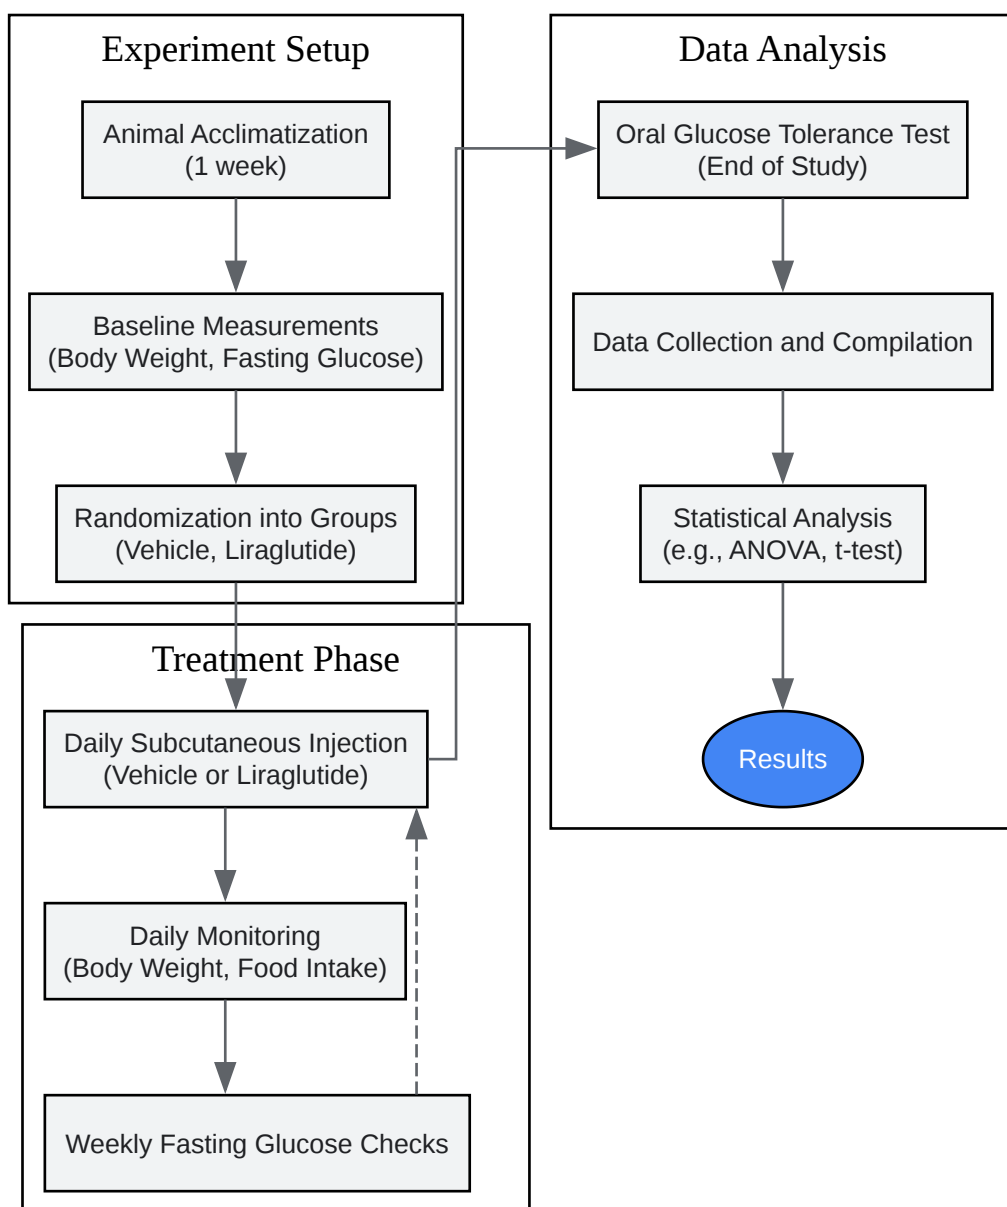 Experiment Setup
Animal Acclimatization
(1 week)
Baseline Measurements
(Body Weight, Fasting Glucose)
Randomization into Groups
(Vehicle, Liraglutide)
Treatment Phase
Daily Subcutaneous Injection
(Vehicle or Liraglutide)
Daily Monitoring
(Body Weight, Food Intake)
Weekly Fasting Glucose Checks
Data Analysis
Oral Glucose Tolerance Test
(End of Study)
Data Collection and Compilation
Statistical Analysis
(e.g., ANOVA, t-test)
Results